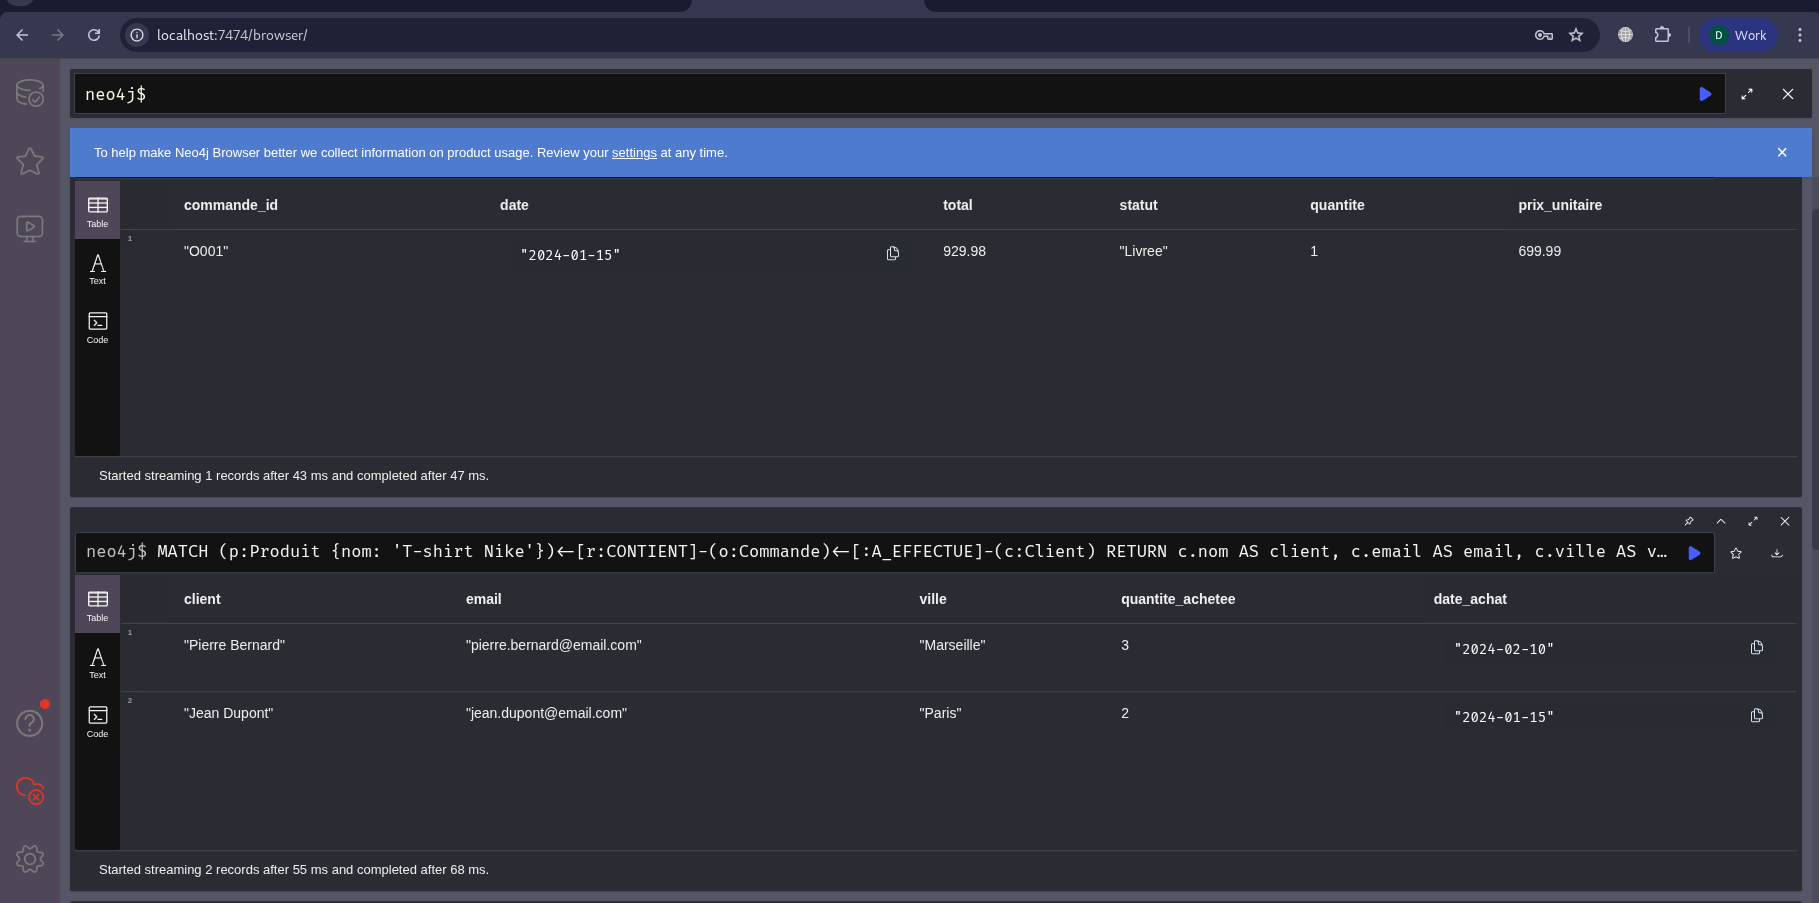 localhost:7474/browser/
D Work
neo4j$
To help make Neo4j Browser better we collect information on product usage. Review your settings at any time.
Table
Text
Code
commande_id date total statut quantite prix_unitaire
1 "O001" "2024-01-15" 929.98 "Livree" 1 699.99
Started streaming 1 records after 43 ms and completed after 47 ms.
neo4j$ MATCH (p:Produit {nom: 'T-shirt Nike'})<-[r:CONTIENT]-(o:Commande)<-[:A_EFFECTUE]-(c:Client) RETURN c.nom AS client, c.email AS email, c.ville AS v…
Table
Text
Code
client email ville quantite_achetee date_achat
1 "Pierre Bernard" "pierre.bernard@email.com" "Marseille" 3 "2024-02-10"
2 "Jean Dupont" "jean.dupont@email.com" "Paris" 2 "2024-01-15"
Started streaming 2 records after 55 ms and completed after 68 ms.